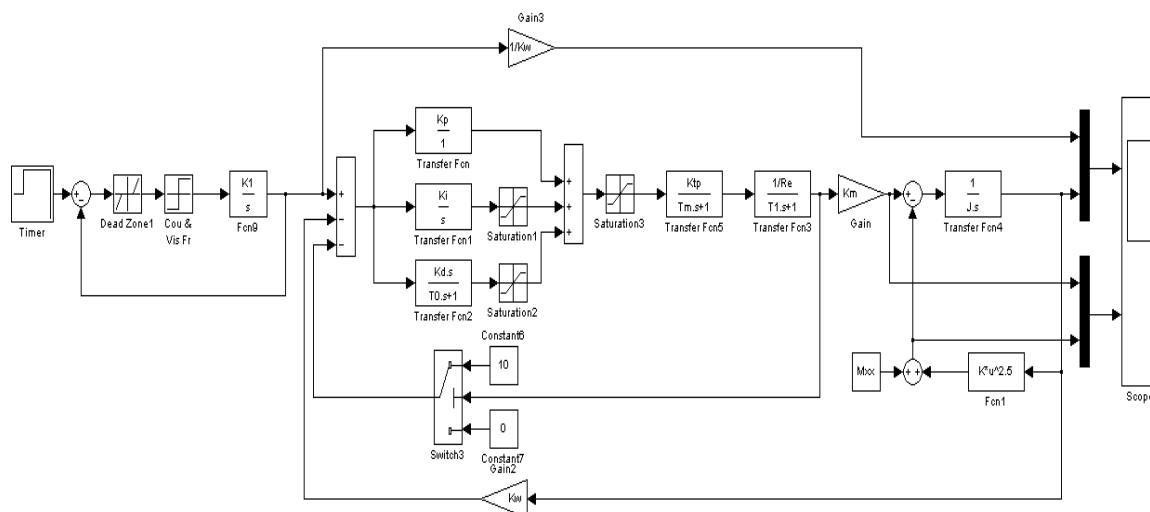 Gain3
1/Kw
Timer
Dead Zone1
Cou &
Vis Fr
K1
s
Fcn9
Kp
1
Transfer Fcn
Ki
s
Transfer Fcn1
Saturation1
Kd.s
T0.s+1
Transfer Fcn2
Saturation2
Saturation3
Ktp
Tm.s+1
Transfer Fcn5
1/Re
T1.s+1
Transfer Fcn3
Km
Gain
1
J.s
Transfer Fcn4
Constant6
10
0
Constant7
Switch3
Gain2
Kw
Mxx
K*u^2.5
Fcn1
Scope